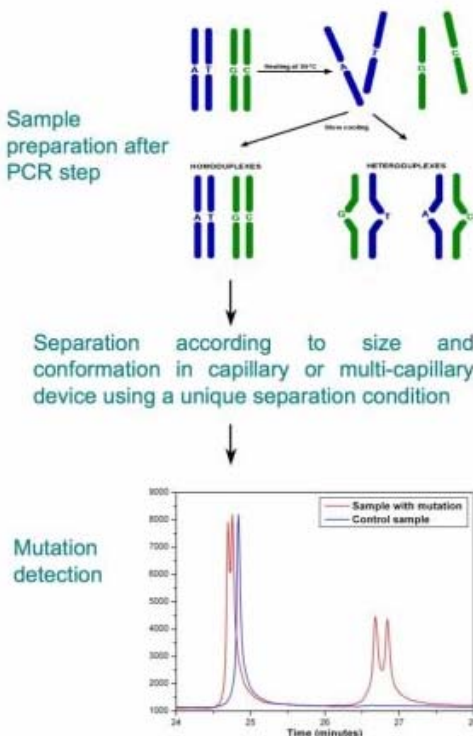 A T G C
Heating at 95°C
A T G C
Slow cooling
Sample
preparation after
PCR step
HOMODUPLEXES
HETERODUPLEXES
A T G C
G T A C
Separation according to size and
conformation in capillary or multi-capillary
device using a unique separation condition
Mutation
detection
9000
8000
7000
6000
5000
4000
3000
2000
1000
Sample with mutation
Control sample
24 25 26 27
Time (minutes)